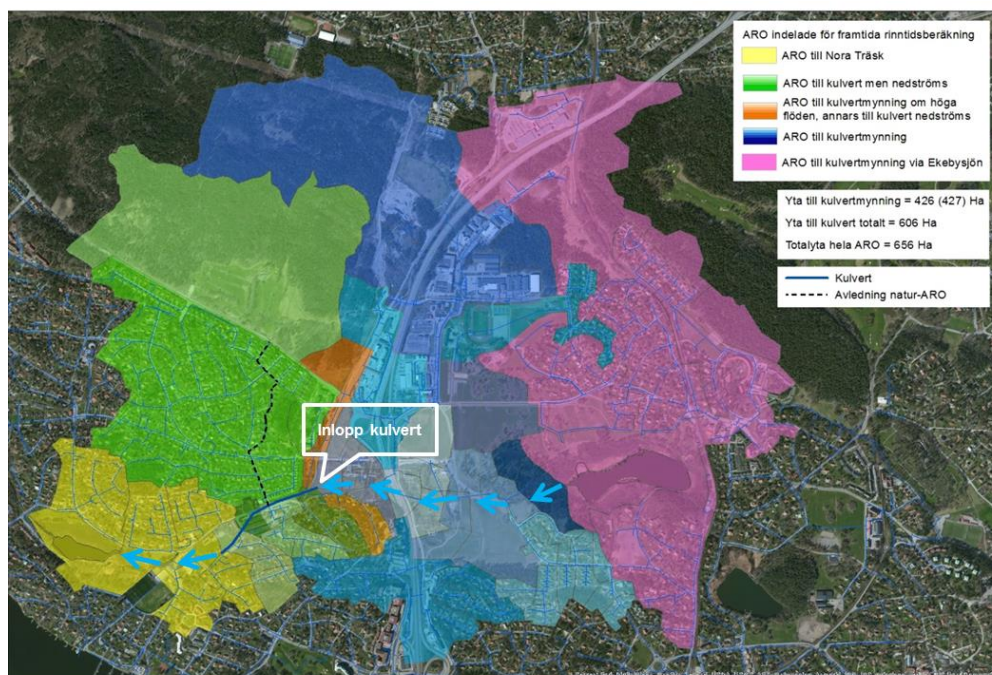 ARO indelade för framtida rinntidsberäkning
ARO till Nora Träsk
ARO till kulvert men nedströms
ARO till kulvertmynning om höga
flöden, annars till kulvert nedströms
ARO till kulvertmynning
ARO till kulvertmynning via Ekebysjön
Yta till kulvertmynning = 426 (427) Ha
Yta till kulvert totalt = 606 Ha
Totalyta hela ARO = 656 Ha
Kulvert
Avledning natur-ARO
Inlopp kulvert